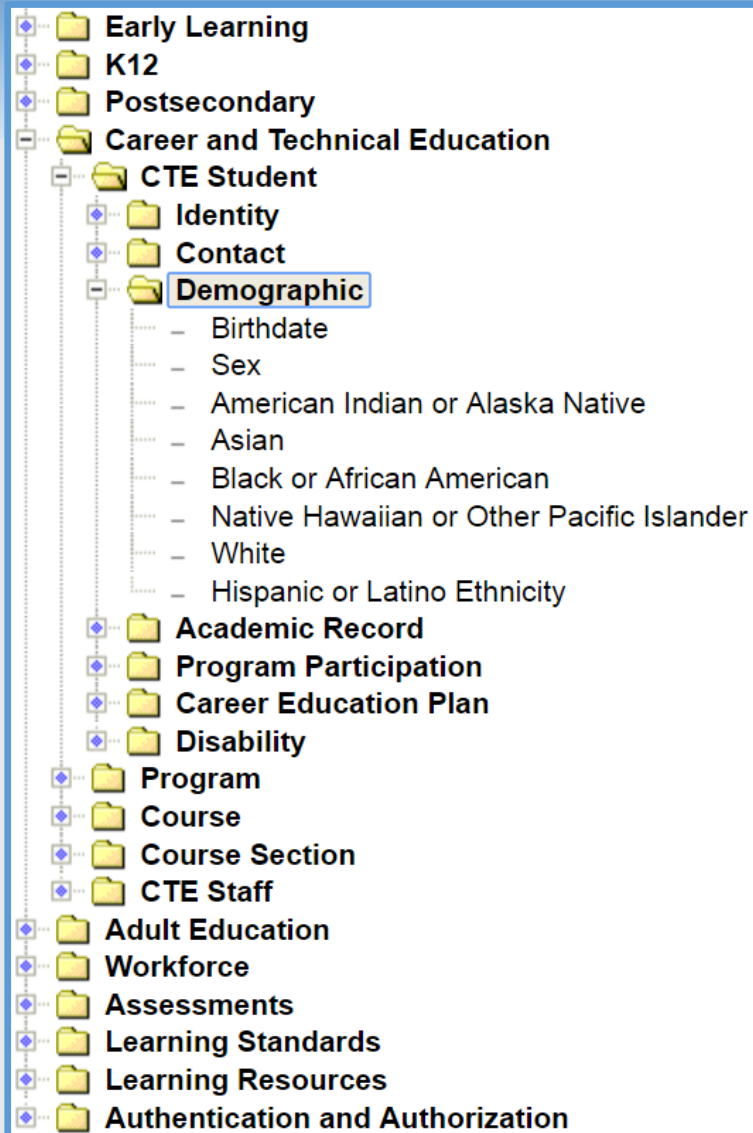 Early Learning
K12
Postsecondary
Career and Technical Education
CTE Student
Identity
Contact
Demographic
Birthdate
Sex
American Indian or Alaska Native
Asian
Black or African American
Native Hawaiian or Other Pacific Islander
White
Hispanic or Latino Ethnicity
Academic Record
Program Participation
Career Education Plan
Disability
Program
Course
Course Section
CTE Staff
Adult Education
Workforce
Assessments
Learning Standards
Learning Resources
Authentication and Authorization